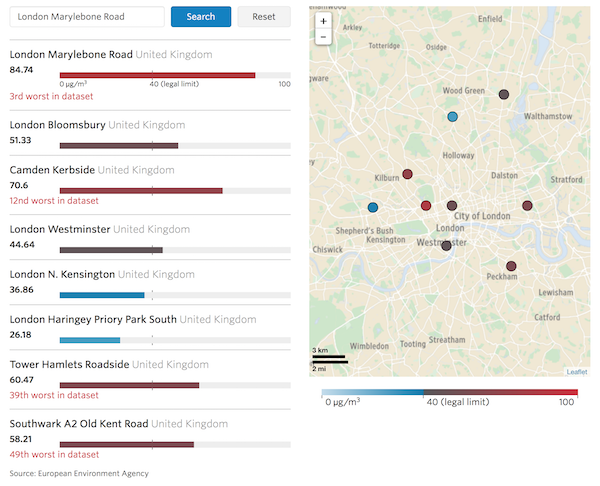 London Marylebone Road
Search
Reset
London Marylebone Road United Kingdom
84.74
0 µg/m³ 40 (legal limit) 100
3rd worst in dataset
London Bloomsbury United Kingdom
51.33
Camden Kerbside United Kingdom
70.6
12nd worst in dataset
London Westminster United Kingdom
44.64
London N. Kensington United Kingdom
36.86
London Haringey Priory Park South United Kingdom
26.18
Tower Hamlets Roadside United Kingdom
60.47
39th worst in dataset
Southwark A2 Old Kent Road United Kingdom
58.21
49th worst in dataset
Source: European Environment Agency
+
−
Enfield
Arkley
Totteridge
Osidge
gware
Wood Green
Walthamstow
Holloway
Kilburn
Dalston
Stratford
City of London
Shepherd's Bush
London
Kensington
Westminster
Chiswick
Peckham
Lewisham
Catford
Wimbledon
Tooting
Streatham
3 km
2 mi
Leaflet
0 µg/m³ 40 (legal limit) 100